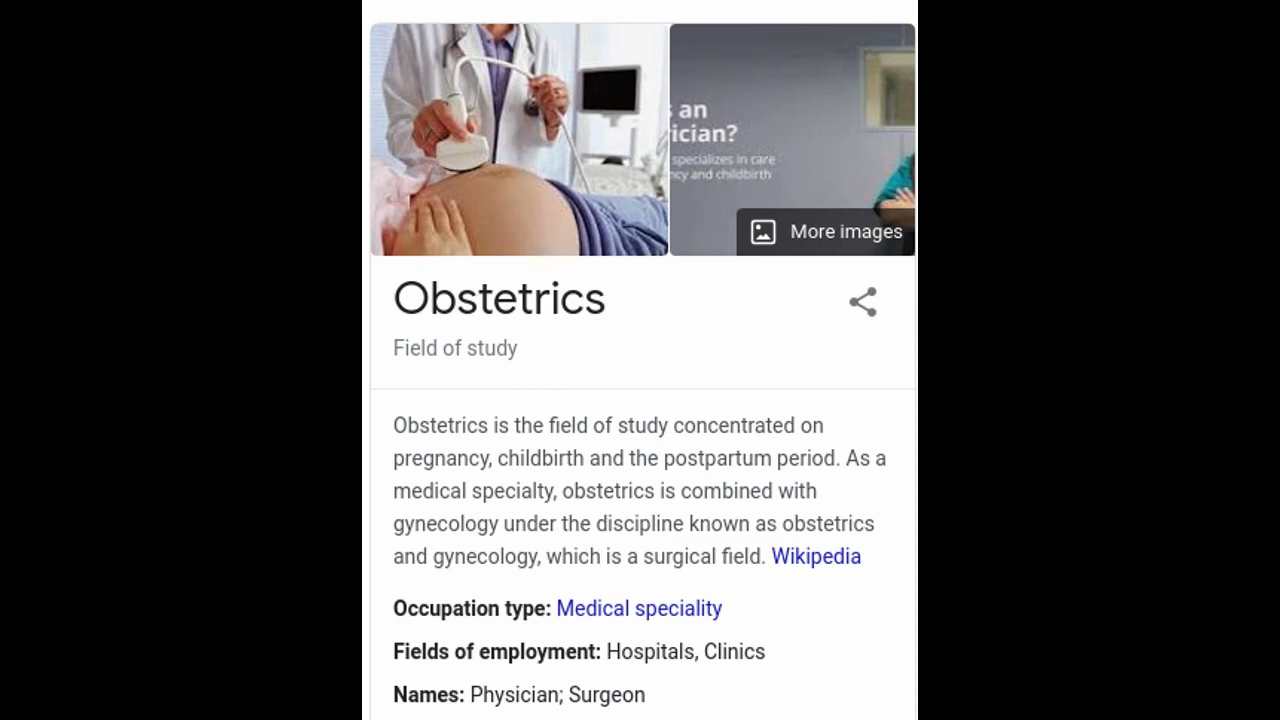 s an
ician?
specializes in care
ncy and childbirth
More images
Obstetrics
Field of study
Obstetrics is the field of study concentrated on
pregnancy, childbirth and the postpartum period. As a
medical specialty, obstetrics is combined with
gynecology under the discipline known as obstetrics
and gynecology, which is a surgical field. Wikipedia
Occupation type: Medical speciality
Fields of employment: Hospitals, Clinics
Names: Physician; Surgeon